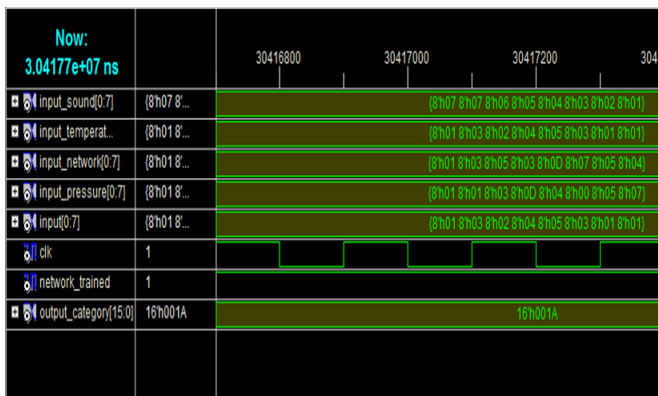 Now:
3.04177e+07 ns
30416800 30417000 30417200 304
input_sound[0:7] {8'h07 8'... {8'h07 8'h07 8'h06 8'h05 8'h04 8'h03 8'h02 8'h01}
input_temperat... {8'h01 8'... {8'h01 8'h03 8'h02 8'h04 8'h05 8'h03 8'h01 8'h01}
input_network[0:7] {8'h01 8'... {8'h01 8'h03 8'h05 8'h03 8'h0D 8'h07 8'h05 8'h04}
input_pressure[0:7] {8'h01 8'... {8'h01 8'h01 8'h03 8'h0D 8'h04 8'h00 8'h05 8'h07}
input[0:7] {8'h01 8'... {8'h01 8'h03 8'h02 8'h04 8'h05 8'h03 8'h01 8'h01}
clk 1
network_trained 1
output_category[15:0] 16'h001A 16'h001A